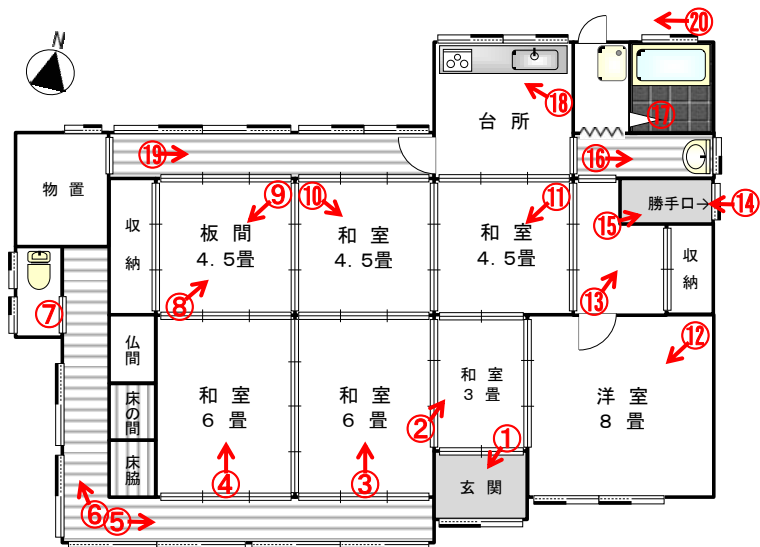 N
⑳
台 所
⑱
⑰
⑲
⑯
物 置
収納
⑨
⑩
⑪
勝手口→
⑭
⑮
板 間
4．5畳
和 室
4．5畳
和 室
4．5畳
収納
⑧
⑬
⑦
仏間
⑫
床の間
和 室
6 畳
和 室
6 畳
和 室
3 畳
洋 室
8 畳
②
①
床脇
④
③
玄 関
⑥
⑤